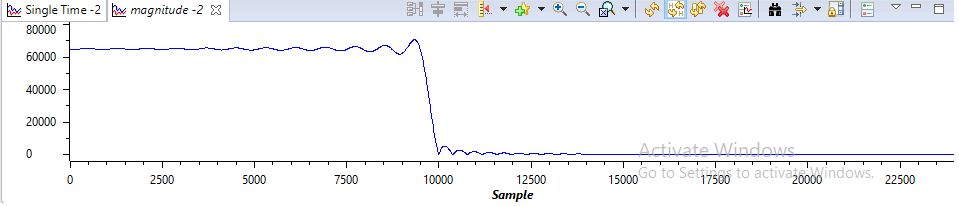 Single Time -2 magnitude -2
80000
60000
40000
20000
0
Activate Windows
Go to Settings to activate Windows.
0 2500 5000 7500 10000 12500 15000 17500 20000 22500
Sample